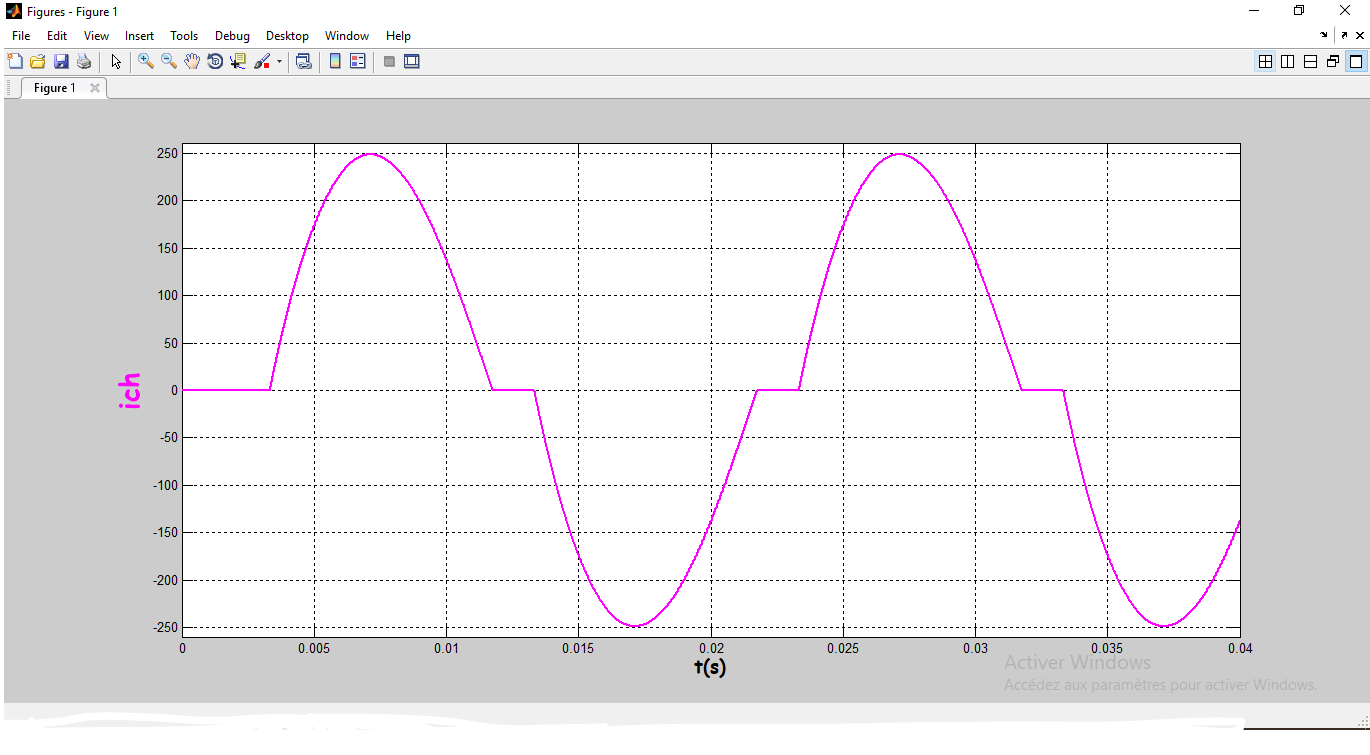 Figures - Figure 1
File Edit View Insert Tools Debug Desktop Window Help
Figure 1
250
200
150
100
50
0
-50
-100
-150
-200
-250
ich
0 0.005 0.01 0.015 0.02 0.025 0.03 0.035 0.04
t(s)
Activer Windows
Accédez aux paramètres pour activer Windows.